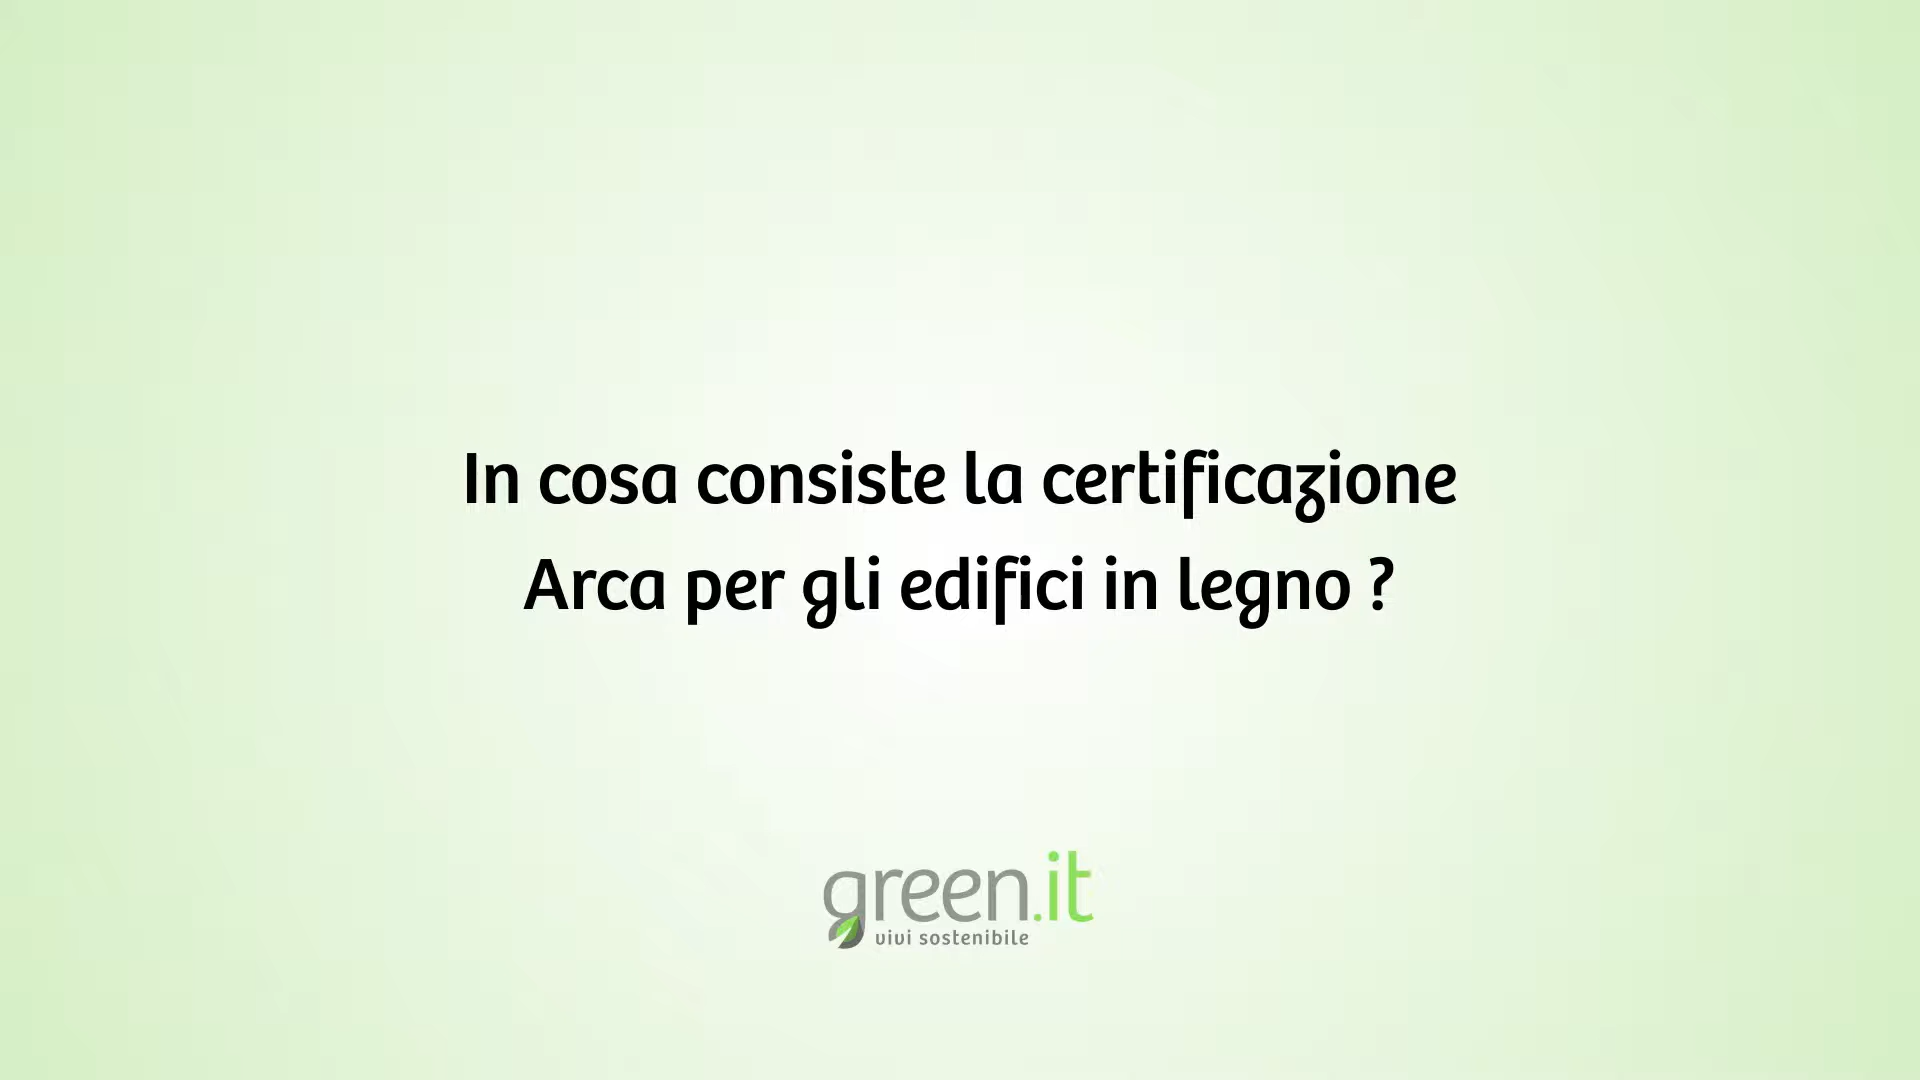 In cosa consiste la certificazione
Arca per gli edifici in legno ?
green.it
vivi sostenibile